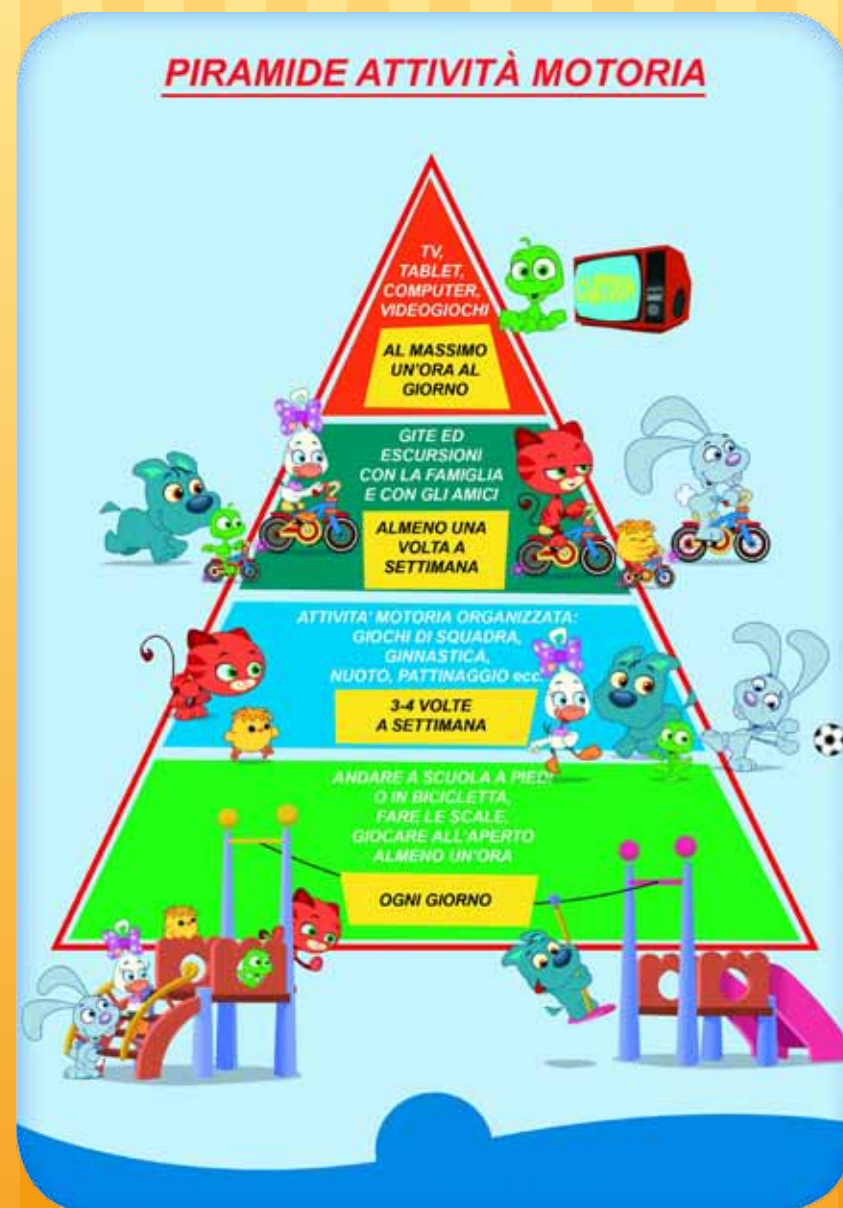 PIRAMIDE ATTIVITÀ MOTORIA
TV,
TABLET,
COMPUTER,
VIDEOGIOCHI
AL MASSIMO
UN'ORA AL
GIORNO
GITE ED
ESCURSIONI
CON LA FAMIGLIA
E CON GLI AMICI
ALMENO UNA
VOLTA A
SETTIMANA
ATTIVITA' MOTORIA ORGANIZZATA:
GIOCHI DI SQUADRA,
GINNASTICA,
NUOTO, PATTINAGGIO ecc.
3-4 VOLTE
A SETTIMANA
ANDARE A SCUOLA A PIEDI
O IN BICICLETTA,
FARE LE SCALE,
GIOCARE ALL'APERTO
ALMENO UN'ORA
OGNI GIORNO